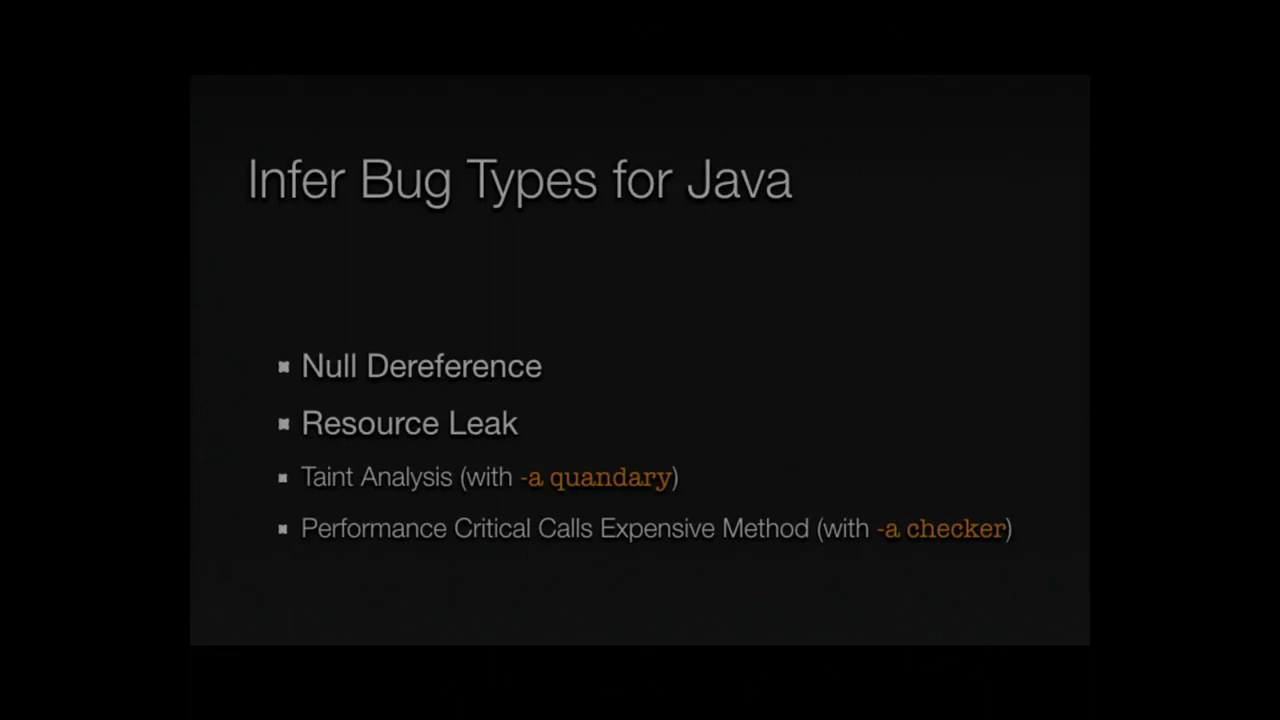 Infer Bug Types for Java
Null Dereference
Resource Leak
Taint Analysis (with -a quandary)
Performance Critical Calls Expensive Method (with -a checker)